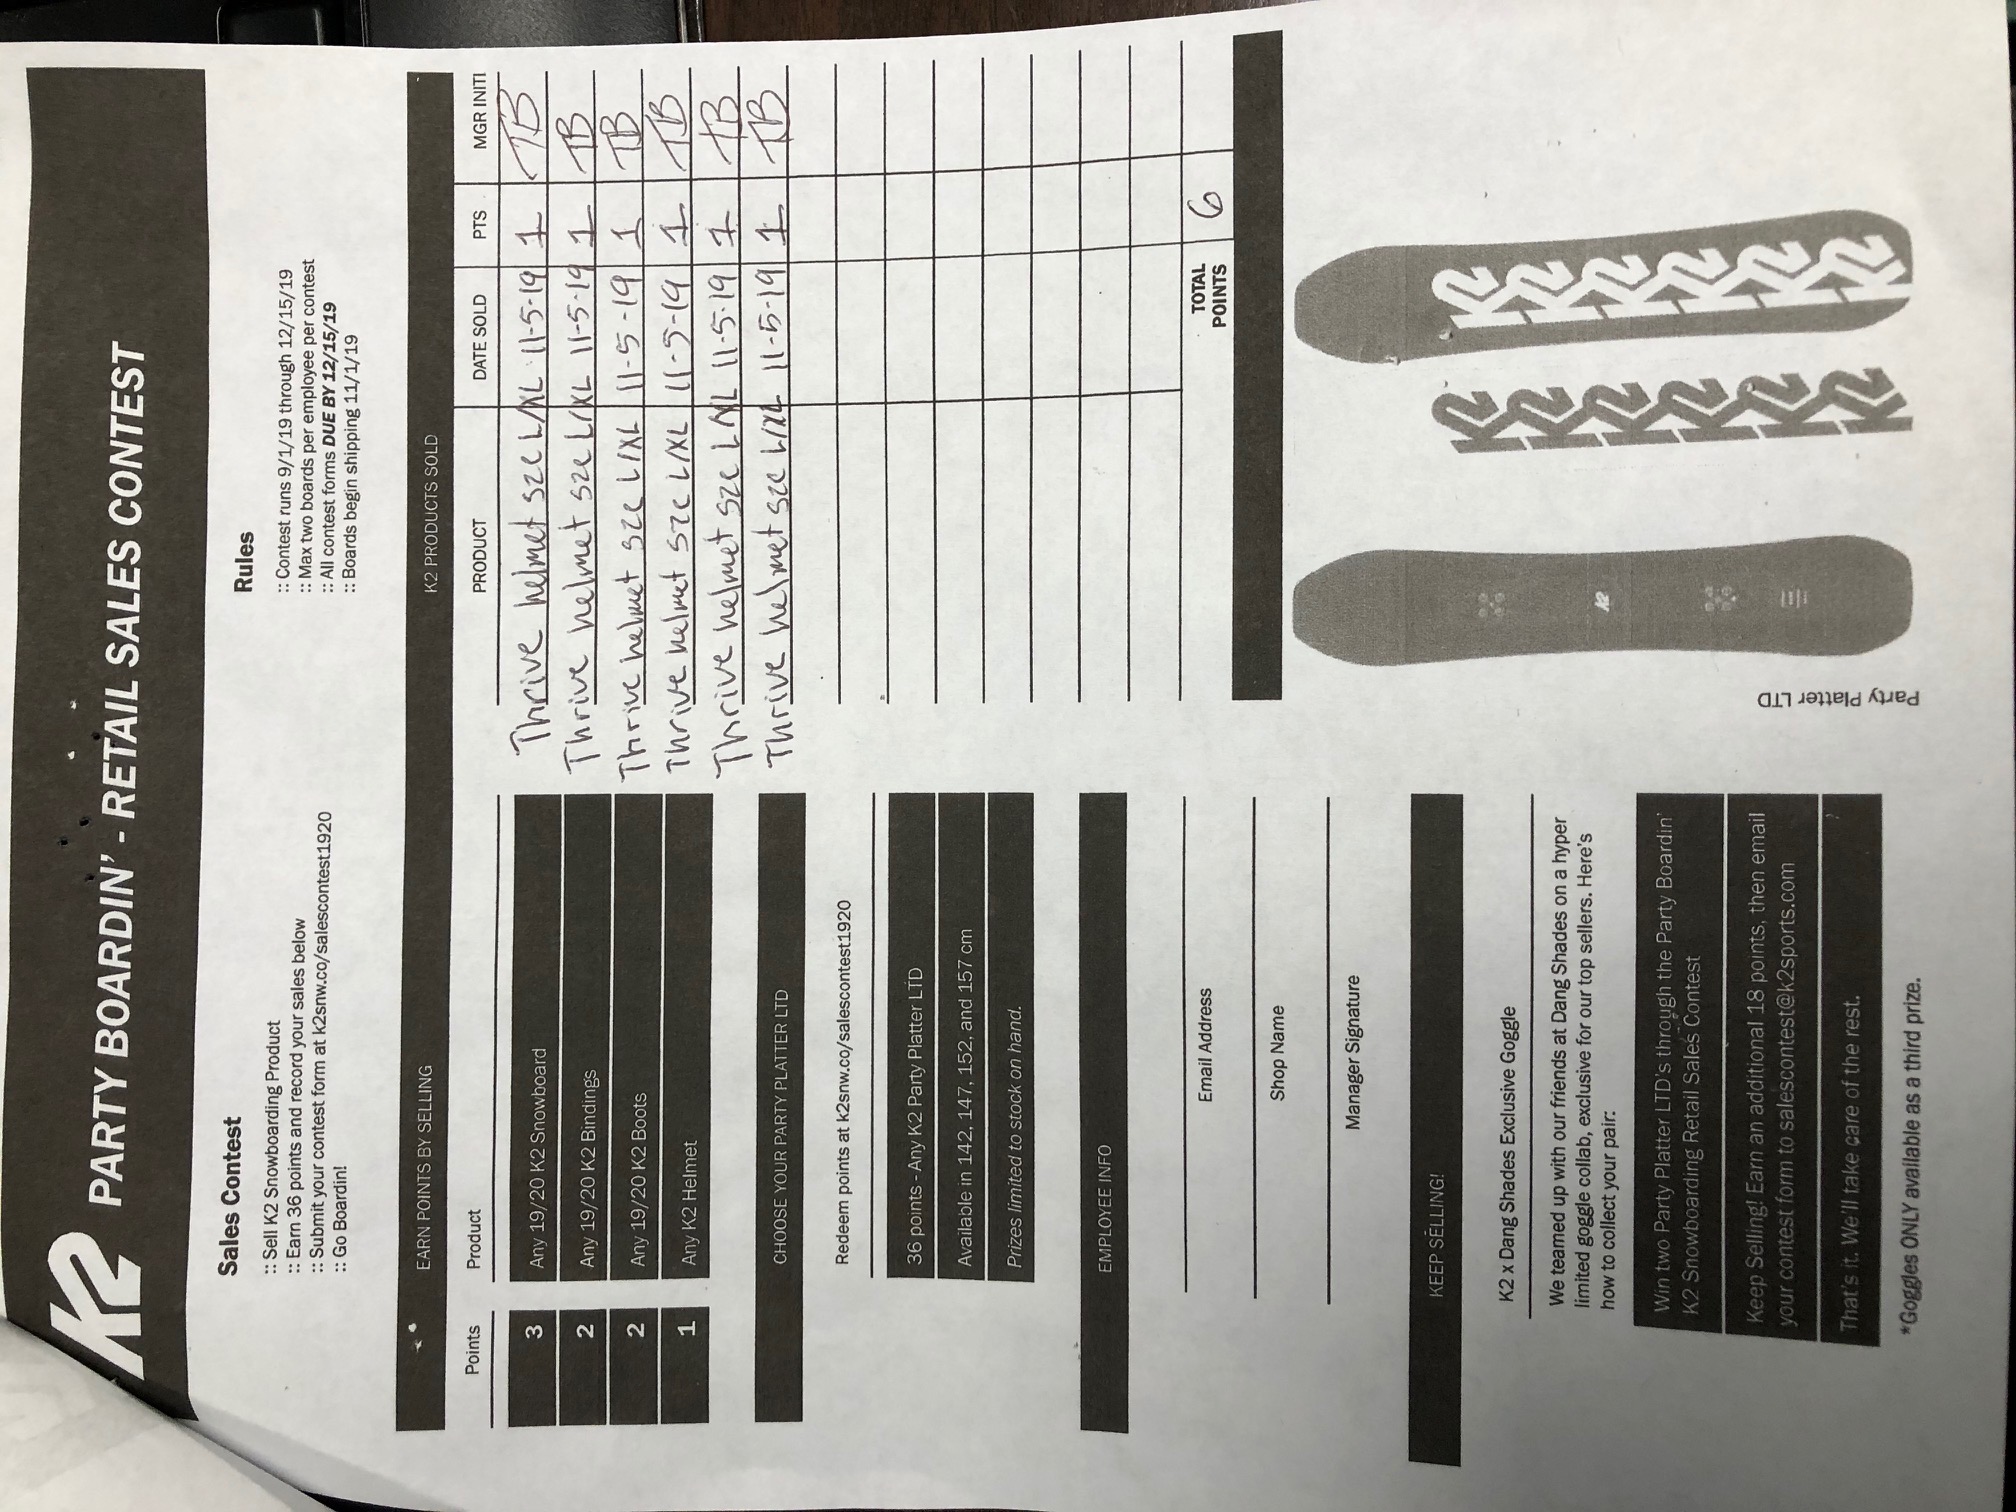 K2 PARTY BOARDIN' - RETAIL SALES CONTEST
Sales Contest
:: Sell K2 Snowboarding Product
:: Earn 36 points and record your sales below
:: Submit your contest form at k2snw.co/salescontest1920
:: Go Boardin!
Rules
:: Contest runs 9/1/19 through 12/15/19
:: Max two boards per employee per contest
:: All contest forms DUE BY 12/15/19
:: Boards begin shipping 11/1/19
EARN POINTS BY SELLING
Points Product
3 Any 19/20 K2 Snowboard
2 Any 19/20 K2 Bindings
2 Any 19/20 K2 Boots
1 Any K2 Helmet
CHOOSE YOUR PARTY PLATTER LTD
Redeem points at k2snw.co/salescontest1920
36 points - Any K2 Party Platter LTD
Available in 142, 147, 152, and 157 cm
Prizes limited to stock on hand.
EMPLOYEE INFO
Email Address
Shop Name
Manager Signature
KEEP SELLING!
K2 x Dang Shades Exclusive Goggle
We teamed up with our friends at Dang Shades on a hyper
limited goggle collab, exclusive for our top sellers. Here's
how to collect your pair:
Win two Party Platter LTD's through the Party Boardin'
K2 Snowboarding Retail Sales Contest
Keep Selling! Earn an additional 18 points, then email
your contest form to salescontest@k2sports.com
That's it. We'll take care of the rest.
*Goggles ONLY available as a third prize.
K2 PRODUCTS SOLD
PRODUCT DATE SOLD PTS MGR INITI
Thrive helmet sze L/XL 11-5-19 1 TB
Thrive helmet sze L/XL 11-5-19 1 TB
Thrive helmet sze L/XL 11-5-19 1 TB
Thrive helmet sze L/XL 11-5-19 1 TB
Thrive helmet sze L/XL 11-5-19 1 TB
Thrive helmet sze L/XL 11-5-19 1 TB
TOTAL
POINTS 6
Party Platter LTD
K2
K2
K2
K2
K2
K2
K2
K2
K2
K2
K2
K2
K2